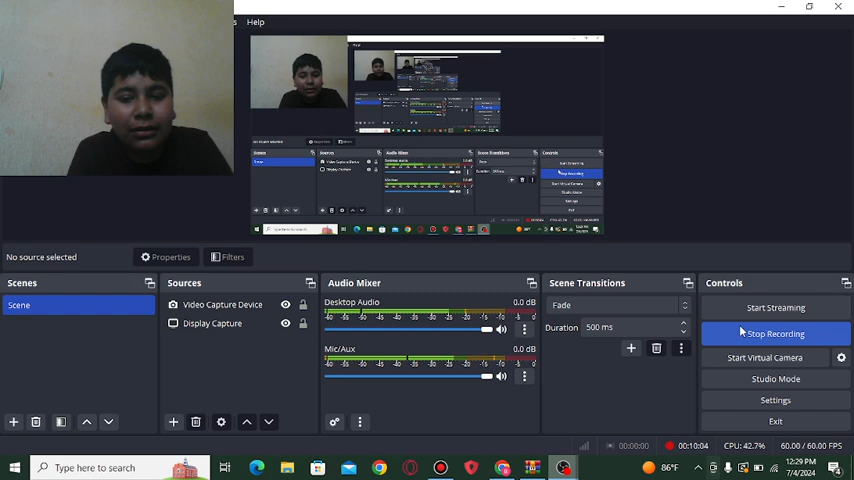 s Help
No source selected
Properties
Filters
Scenes
Scene
Sources
Video Capture Device
Display Capture
Audio Mixer
Desktop Audio 0.0 dB
-60 -55 -50 -45 -40 -35 -30 -25 -20 -15 -10 -5 0
Mic/Aux 0.0 dB
-60 -55 -50 -45 -40 -35 -30 -25 -20 -15 -10 -5 0
Scene Transitions
Fade
Duration 500 ms
Controls
Start Streaming
Stop Recording
Start Virtual Camera
Studio Mode
Settings
Exit
00:00:00
00:10:04
CPU: 42.7%
60.00 / 60.00 FPS
Type here to search
86°F
12:29 PM
7/4/2024
4